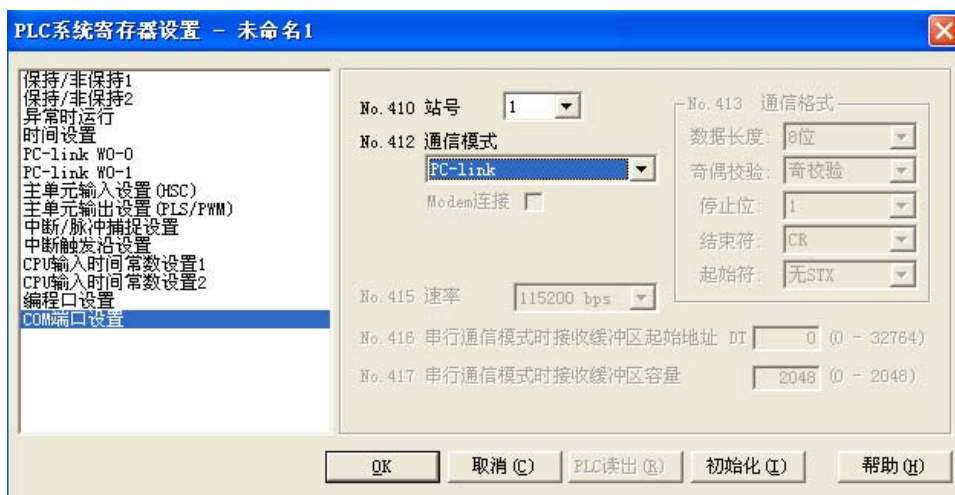 PLC系统寄存器设置 - 未命名1
保持/非保持1
保持/非保持2
异常时运行
时间设置
PC-link W0-0
PC-link W0-1
主单元输入设置(HSC)
主单元输出设置(PLS/PWM)
中断/脉冲捕捉设置
中断触发沿设置
CPU输入时间常数设置1
CPU输入时间常数设置2
编程口设置
COM端口设置
No.410 站号 1
No.412 通信模式
PC-link
Modem连接
No.413 通信格式
数据长度: 8位
奇偶校验: 奇校验
停止位: 1
结束符: CR
起始符: 无STX
No.415 速率 115200 bps
No.416 串行通信模式时接收缓冲区起始地址 DT 0 (0 - 32764)
No.417 串行通信模式时接收缓冲区容量 2048 (0 - 2048)
OK 取消(C) PLC读出(R) 初始化(I) 帮助(H)